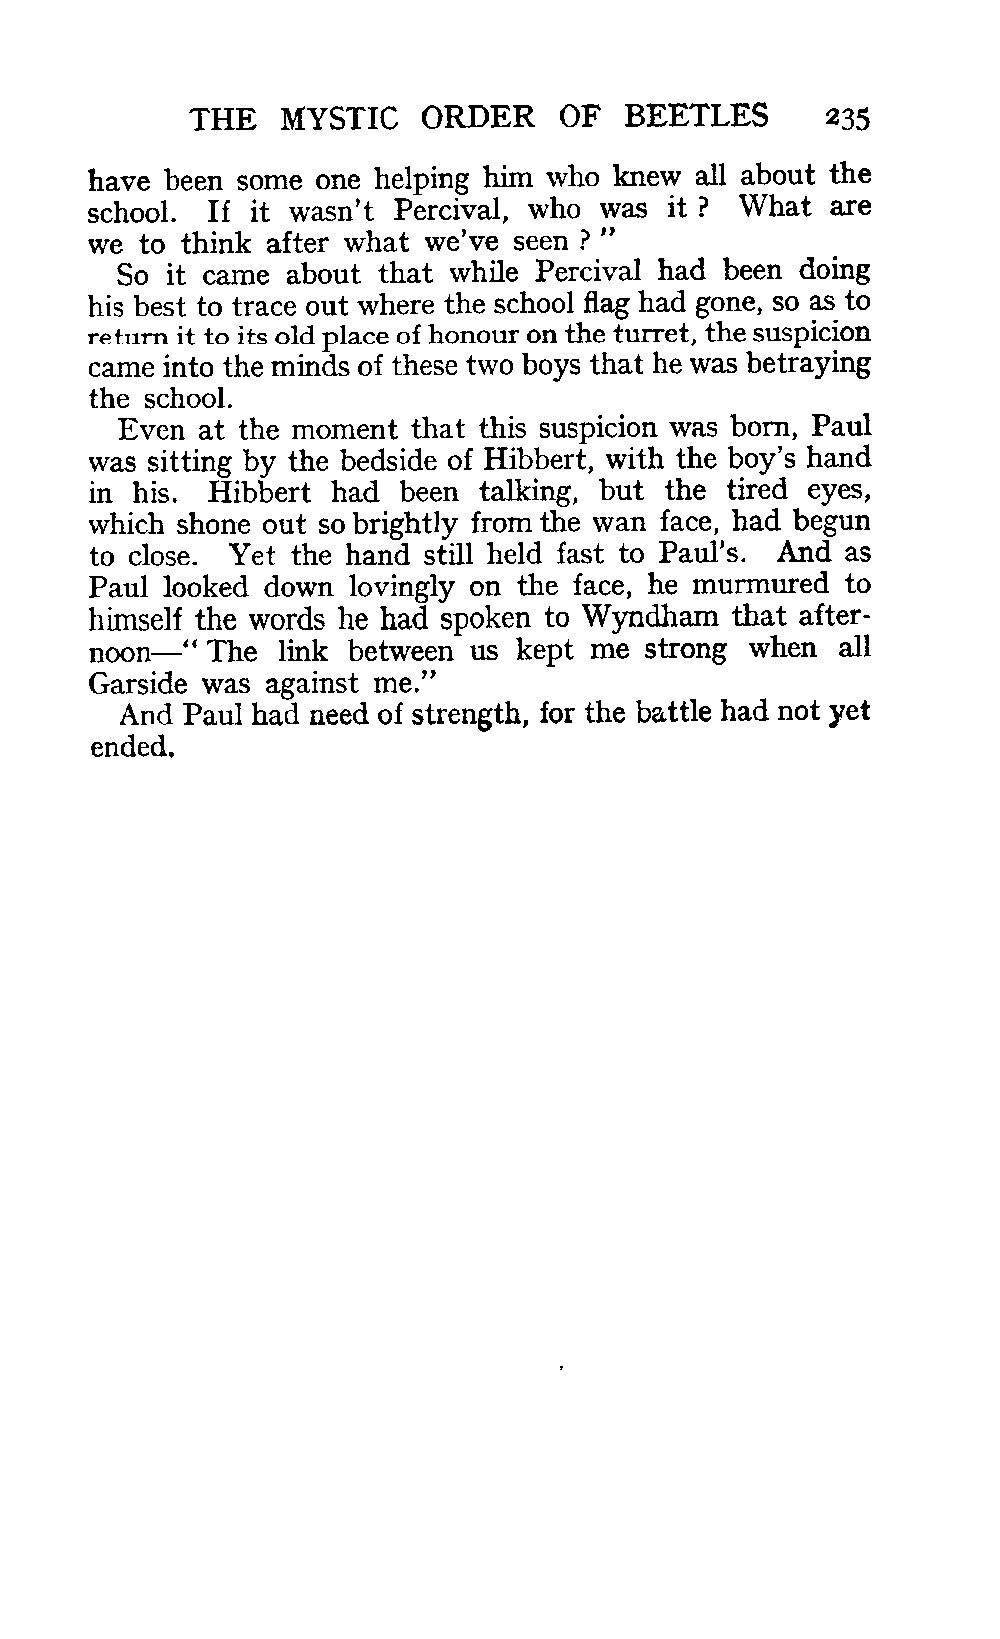 THE MYSTIC ORDER OF BEETLES 235
have been some one helping him who knew all about the
school. If it wasn't Percival, who was it ? What are
we to think after what we've seen ? "
So it came about that while Percival had been doing
his best to trace out where the school flag had gone, so as to
return it to its old place of honour on the turret, the suspicion
came into the minds of these two boys that he was betraying
the school.
Even at the moment that this suspicion was born, Paul
was sitting by the bedside of Hibbert, with the boy's hand
in his. Hibbert had been talking, but the tired eyes,
which shone out so brightly from the wan face, had begun
to close. Yet the hand still held fast to Paul's. And as
Paul looked down lovingly on the face, he murmured to
himself the words he had spoken to Wyndham that after-
noon—" The link between us kept me strong when all
Garside was against me."
And Paul had need of strength, for the battle had not yet
ended.